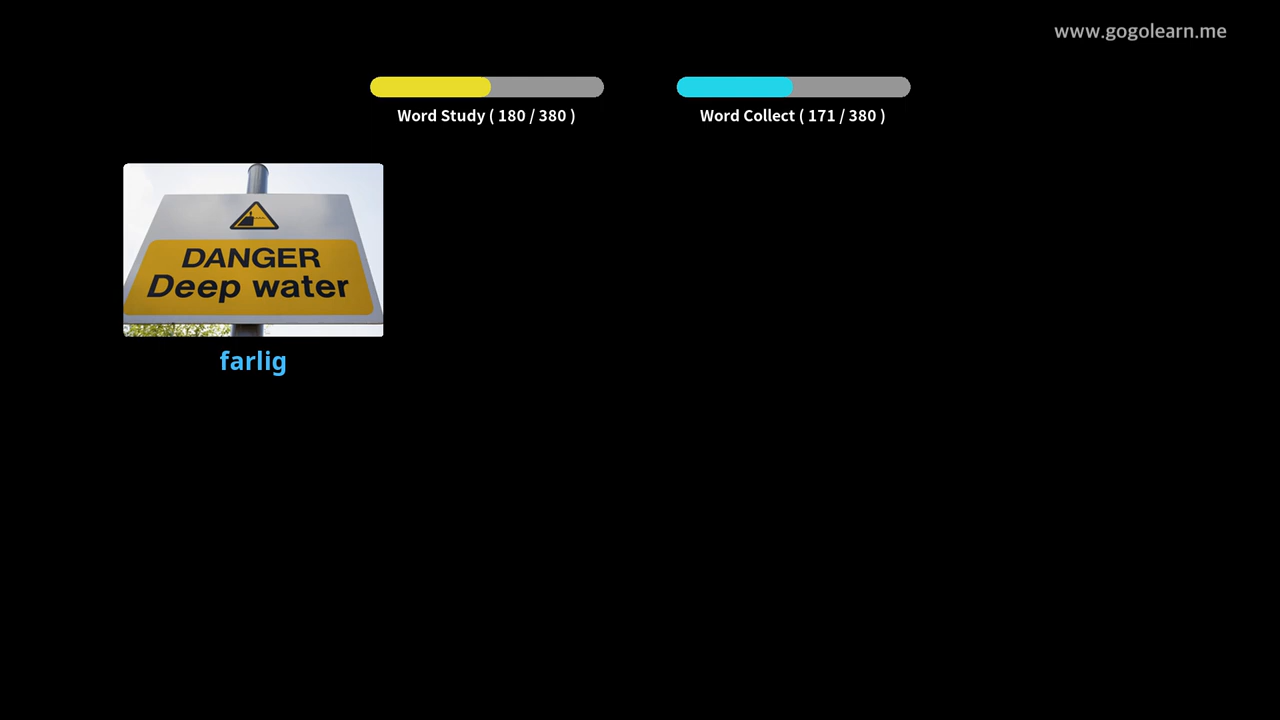 www.gogolearn.me
Word Study ( 180 / 380 )
Word Collect ( 171 / 380 )
DANGER
Deep water
farlig